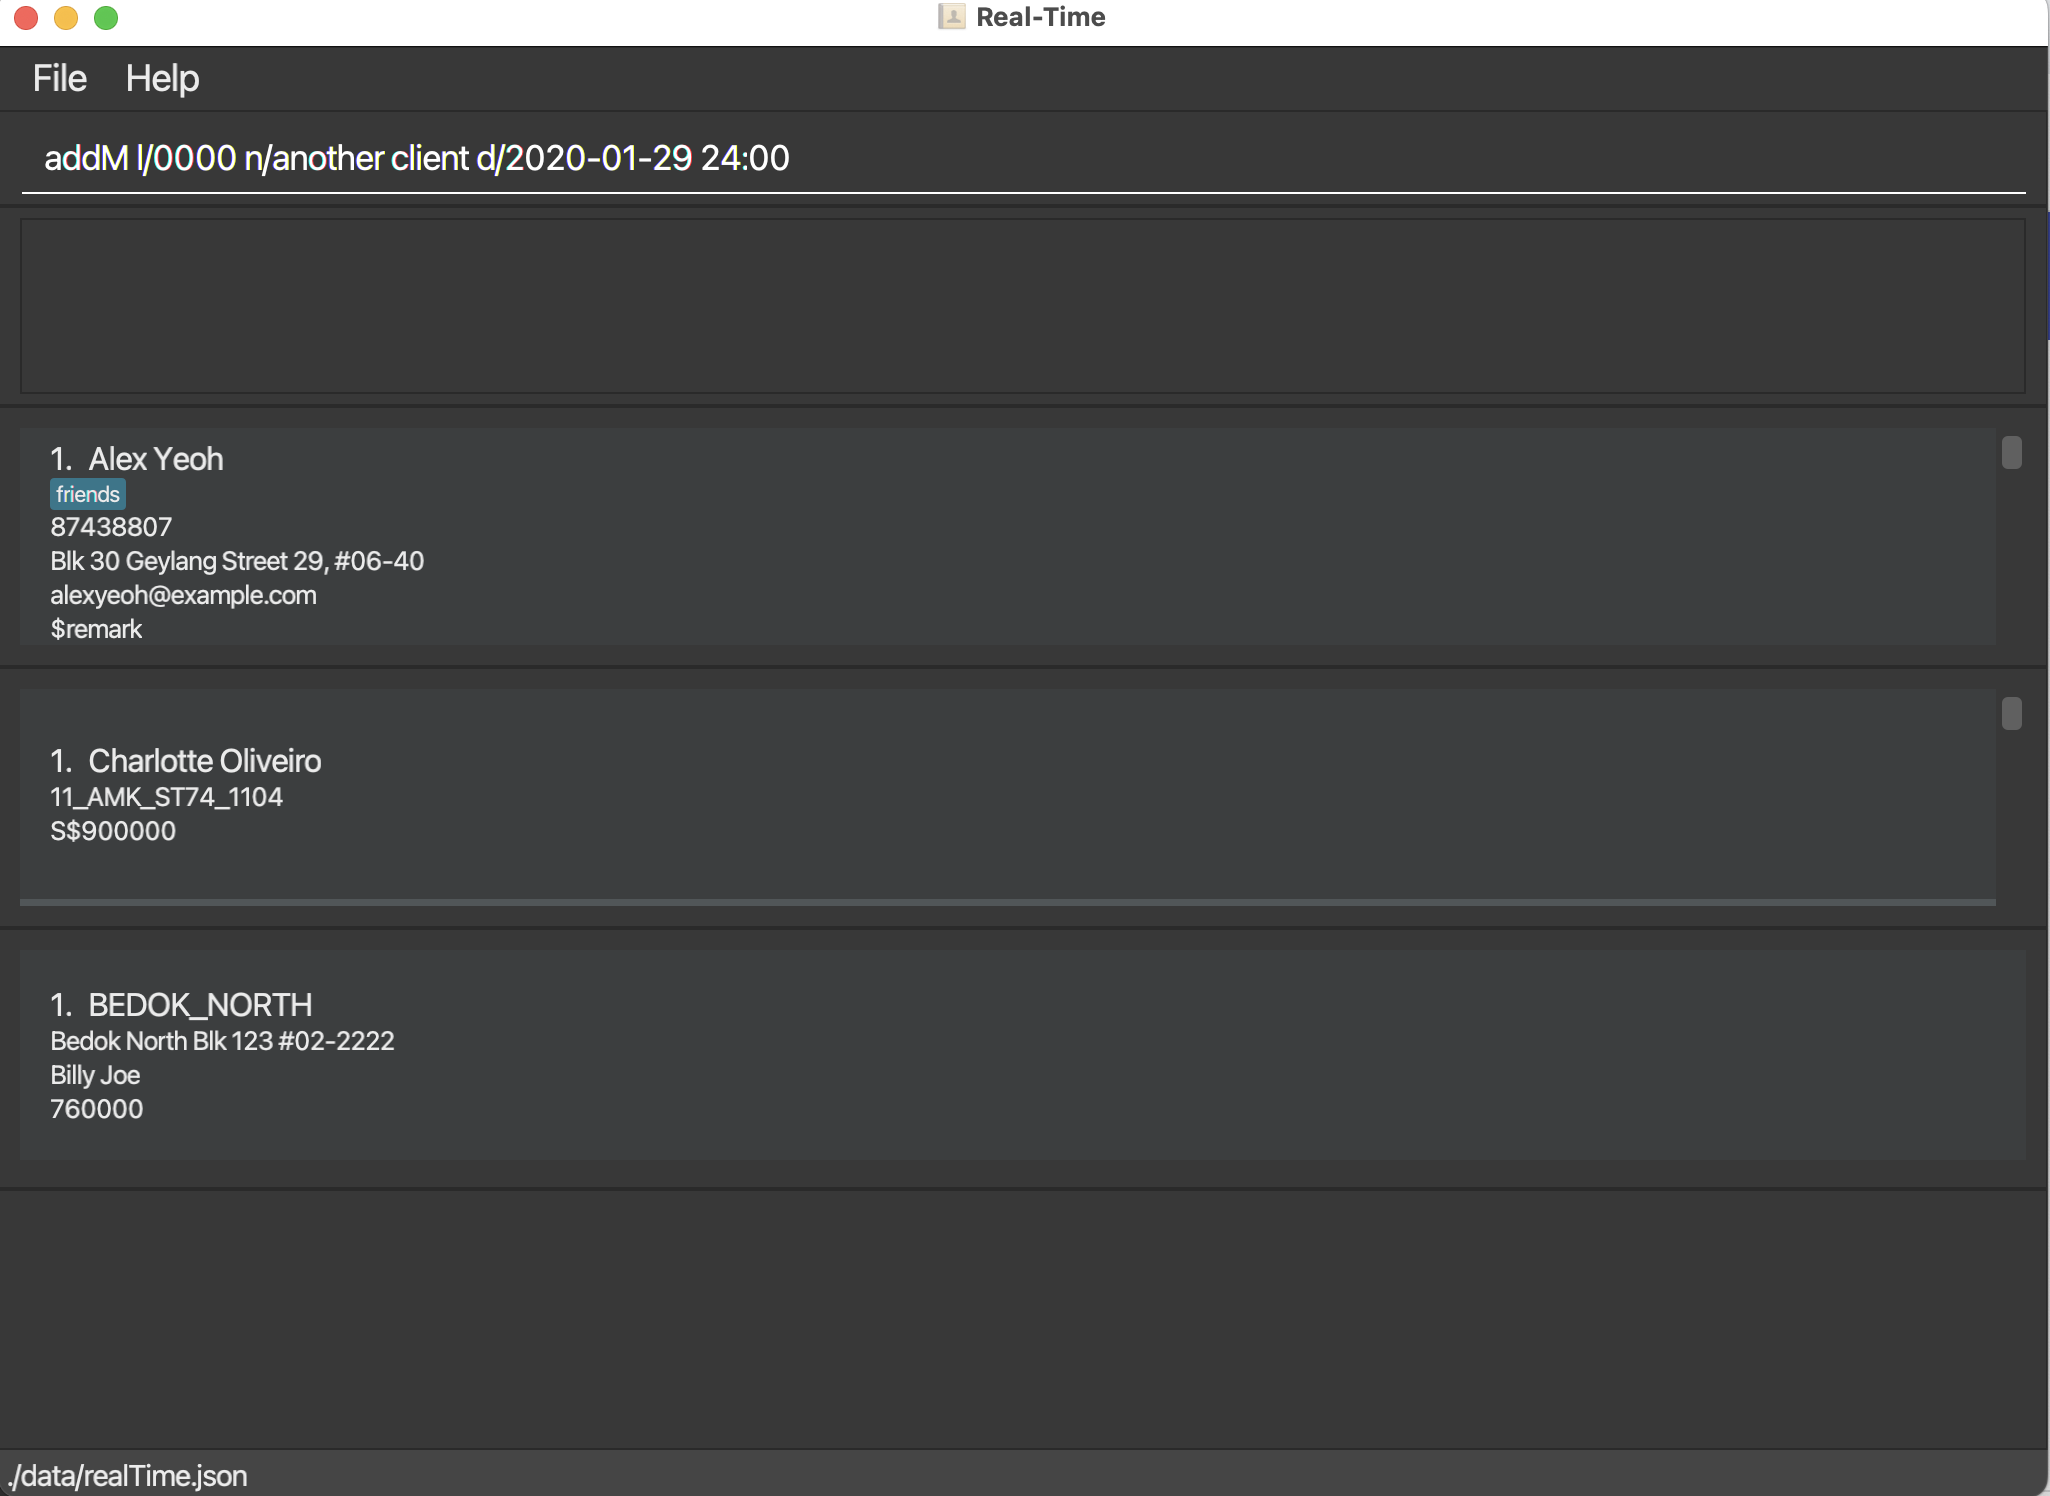 Real-Time
File Help
addM l/0000 n/another client d/2020-01-29 24:00
1. Alex Yeoh
friends
87438807
Blk 30 Geylang Street 29, #06-40
alexyeoh@example.com
$remark
1. Charlotte Oliveiro
11_AMK_ST74_1104
S$900000
1. BEDOK_NORTH
Bedok North Blk 123 #02-2222
Billy Joe
760000
./data/realTime.json